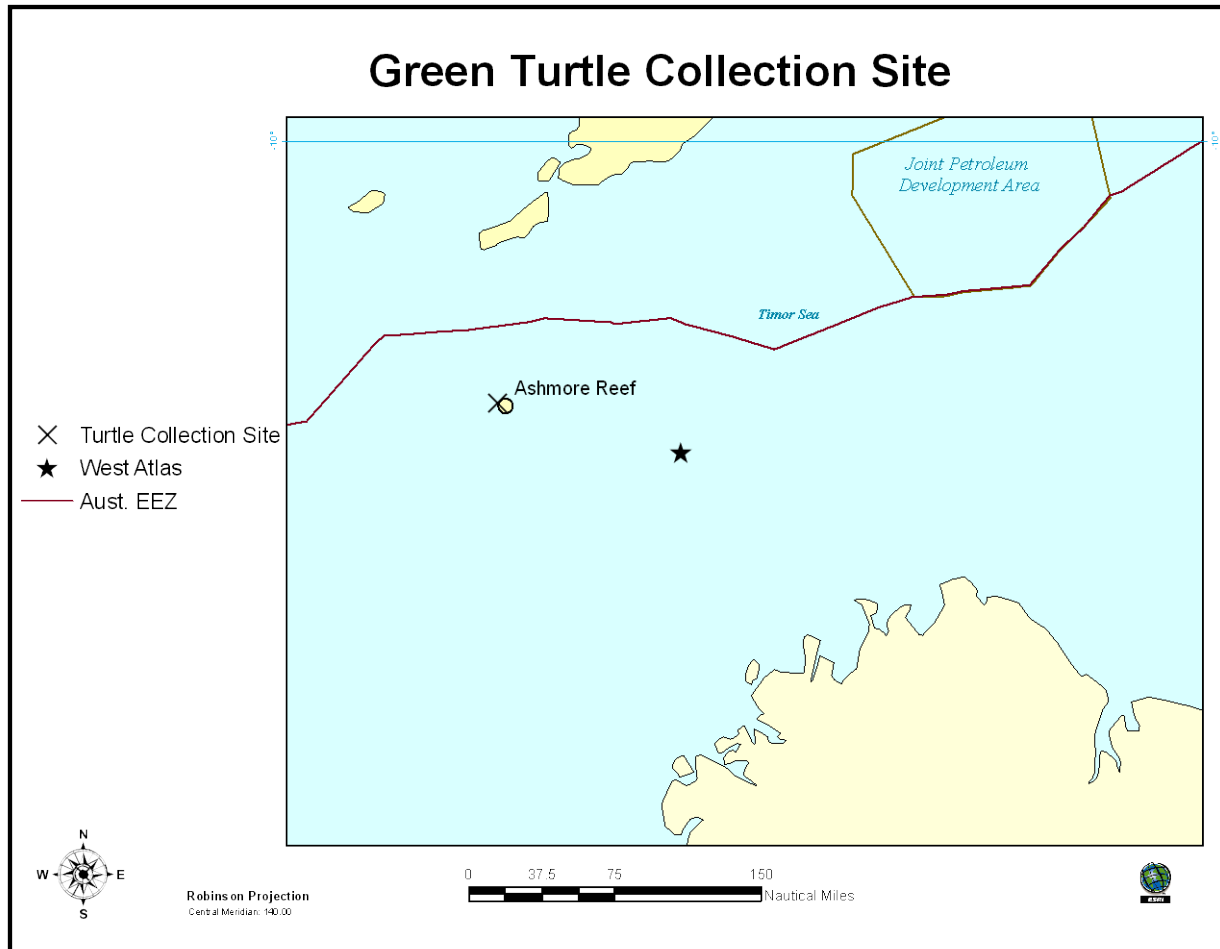 Green Turtle Collection Site
-10°
-10°
Joint Petroleum
Development Area
Timor Sea
Ashmore Reef
Turtle Collection Site
West Atlas
Aust. EEZ
N
W
E
S
Robinson Projection
Central Meridian: 140.00
0 37.5 75 150
Nautical Miles
ESRI